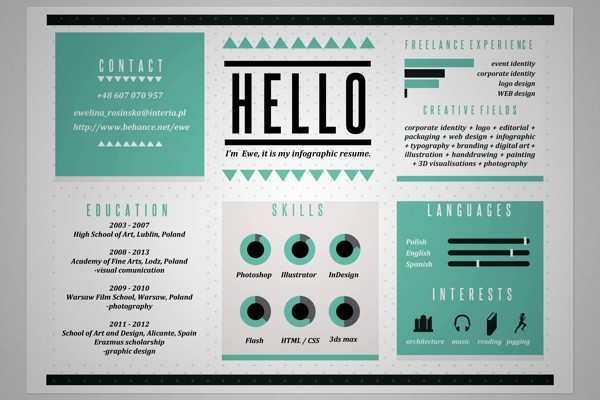 CONTACT
+48 607 070 957
ewelina_rosinska@interia.pl
http://www.behance.net/ewe
HELLO
I'm Ewe, it is my infographic resume.
FREELANCE EXPERIENCE
event identity
corporate identity
logo design
WEB design
CREATIVE FIELDS
corporate identity + logo + editorial +
packaging + web design + infographic
+ typography + branding + digital art +
illustration + handdrawing + painting
+ 3D visualisations + photography
EDUCATION
2003 - 2007
High School of Art, Lublin, Poland
2008 - 2013
Academy of Fine Arts, Lodz, Poland
-visual comunication
2009 - 2010
Warsaw Film School, Warsaw, Poland
-photography
2011 - 2012
School of Art and Design, Alicante, Spain
Erazmus scholarship
-graphic design
SKILLS
Photoshop
Illustrator
InDesign
Flash
HTML / CSS
3ds max
LANGUAGES
Polish
English
Spanish
INTERESTS
architecture
music
reading
jogging